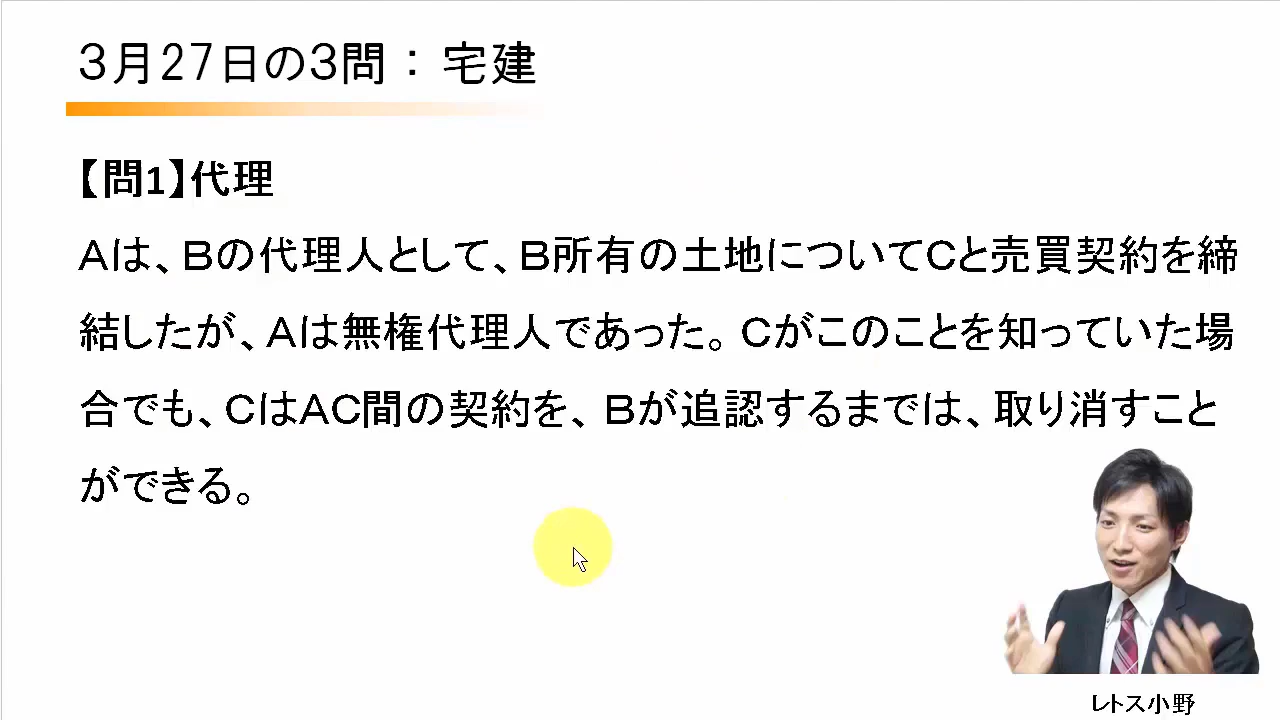 3月27日の3問：宅建
【問1】代理
Ａは、Ｂの代理人として、Ｂ所有の土地についてＣと売買契約を締
結したが、Ａは無権代理人であった。Ｃがこのことを知っていた場
合でも、ＣはＡＣ間の契約を、Ｂが追認するまでは、取り消すこと
ができる。
レトス小野